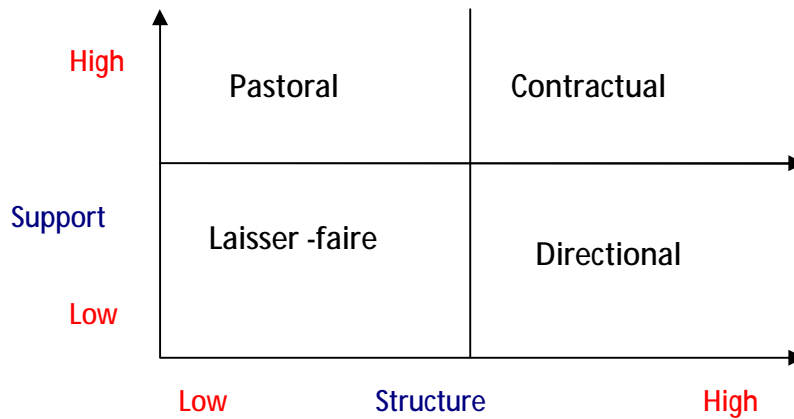 High
Pastoral Contractual
Support
Laisser -faire Directional
Low
Low Structure High